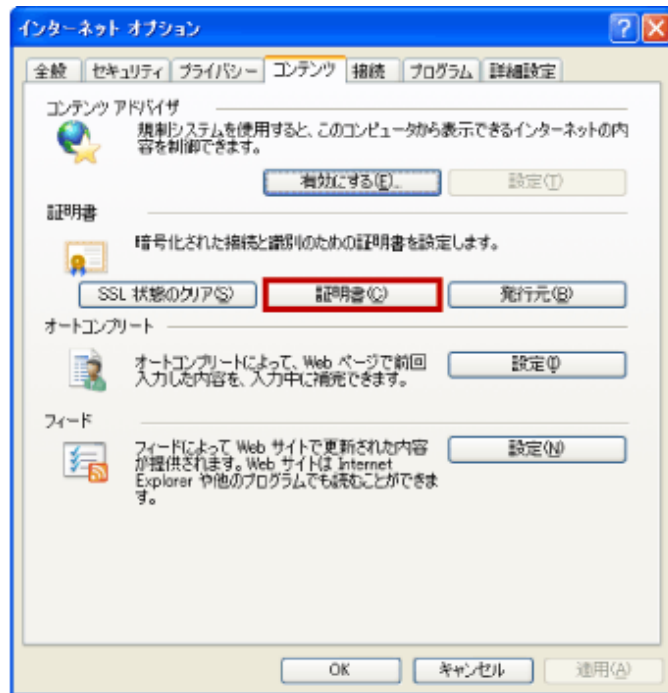 インターネット オプション
全般 セキュリティ プライバシー コンテンツ 接続 プログラム 詳細設定
コンテンツ アドバイザ
規制システムを使用すると、このコンピュータから表示できるインターネットの内
容を制御できます。
有効にする(E)... 設定(T)
証明書
暗号化された接続と識別のための証明書を設定します。
SSL 状態のクリア(S) 証明書(C) 発行元(B)
オートコンプリート
オートコンプリートによって、Web ページで前回
入力した内容を、入力中に補完できます。
設定(I)
フィード
フィードによって Web サイトで更新された内容
が提供されます。Web サイトは Internet
Explorer や他のプログラムでも読むことができま
す。
設定(N)
OK キャンセル 適用(A)